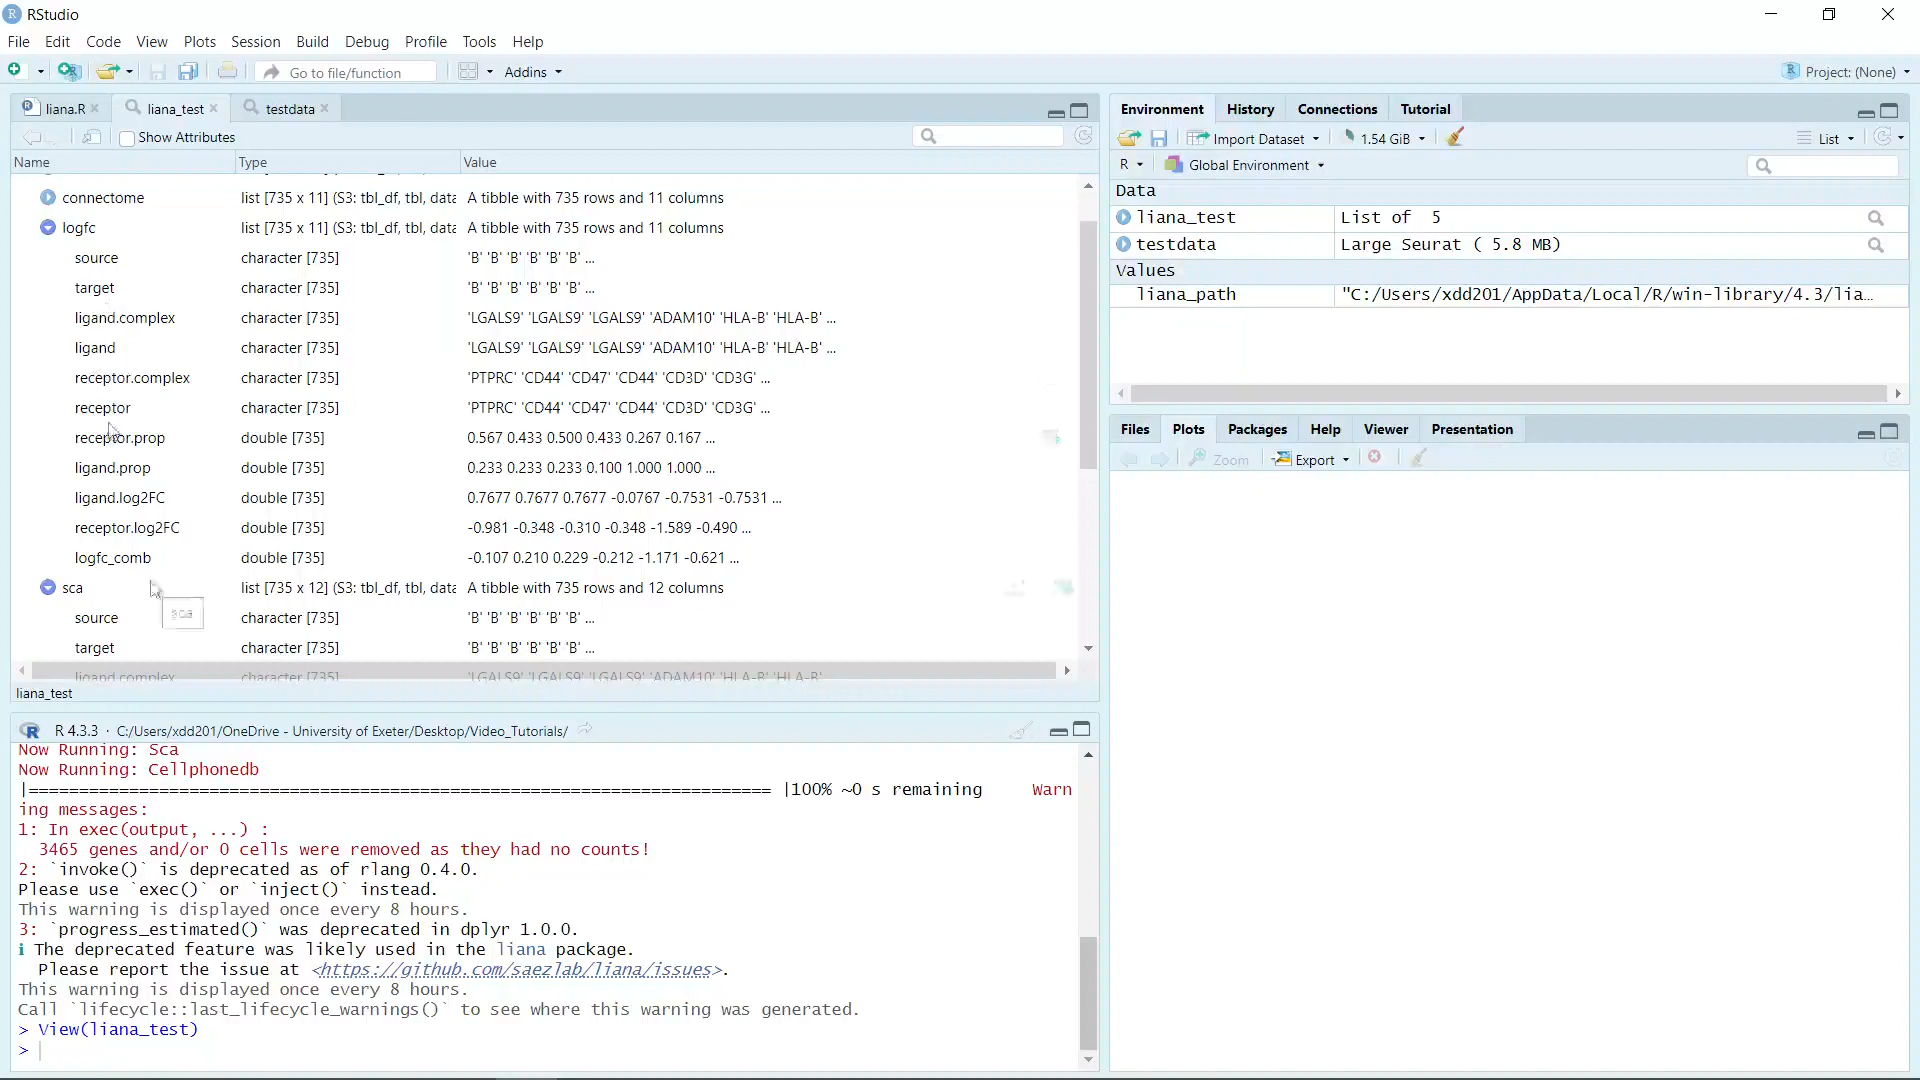 RStudio
File Edit Code View Plots Session Build Debug Profile Tools Help
Go to file/function Addins Project: (None)
liana.R liana_test testdata
Show Attributes
Name Type Value
connectome list [735 x 11] (S3: tbl_df, tbl, data A tibble with 735 rows and 11 columns
logfc list [735 x 11] (S3: tbl_df, tbl, data A tibble with 735 rows and 11 columns
source character [735] 'B' 'B' 'B' 'B' 'B' 'B' ...
target character [735] 'B' 'B' 'B' 'B' 'B' 'B' ...
ligand.complex character [735] 'LGALS9' 'LGALS9' 'LGALS9' 'ADAM10' 'HLA-B' 'HLA-B' ...
ligand character [735] 'LGALS9' 'LGALS9' 'LGALS9' 'ADAM10' 'HLA-B' 'HLA-B' ...
receptor.complex character [735] 'PTPRC' 'CD44' 'CD47' 'CD44' 'CD3D' 'CD3G' ...
receptor character [735] 'PTPRC' 'CD44' 'CD47' 'CD44' 'CD3D' 'CD3G' ...
receptor.prop double [735] 0.567 0.433 0.500 0.433 0.267 0.167 ...
ligand.prop double [735] 0.233 0.233 0.233 0.100 1.000 1.000 ...
ligand.log2FC double [735] 0.7677 0.7677 0.7677 -0.0767 -0.7531 -0.7531 ...
receptor.log2FC double [735] -0.981 -0.348 -0.310 -0.348 -1.589 -0.490 ...
logfc_comb double [735] -0.107 0.210 0.229 -0.212 -1.171 -0.621 ...
sca list [735 x 12] (S3: tbl_df, tbl, data A tibble with 735 rows and 12 columns
sca
source character [735] 'B' 'B' 'B' 'B' 'B' 'B' ...
target character [735] 'B' 'B' 'B' 'B' 'B' 'B' ...
ligand.complex character [735] 'LGALS9' 'LGALS9' 'LGALS9' 'ADAM10' 'HLA-B' 'HLA-B'
liana_test
R 4.3.3 · C:/Users/xdd201/OneDrive - University of Exeter/Desktop/Video_Tutorials/
Now Running: Sca
Now Running: Cellphonedb
|========================================================================= |100% ~0 s remaining Warn
ing messages:
1: In exec(output, ...) :
3465 genes and/or 0 cells were removed as they had no counts!
2: `invoke()` is deprecated as of rlang 0.4.0.
Please use `exec()` or `inject()` instead.
This warning is displayed once every 8 hours.
3: `progress_estimated()` was deprecated in dplyr 1.0.0.
ℹ The deprecated feature was likely used in the liana package.
Please report the issue at <https://github.com/saezlab/liana/issues>.
This warning is displayed once every 8 hours.
Call `lifecycle::last_lifecycle_warnings()` to see where this warning was generated.
> View(liana_test)
>
Environment History Connections Tutorial
Import Dataset 1.54 GiB List
R Global Environment
Data
liana_test List of 5
testdata Large Seurat ( 5.8 MB)
Values
liana_path "C:/Users/xdd201/AppData/Local/R/win-library/4.3/lia…
Files Plots Packages Help Viewer Presentation
Zoom Export